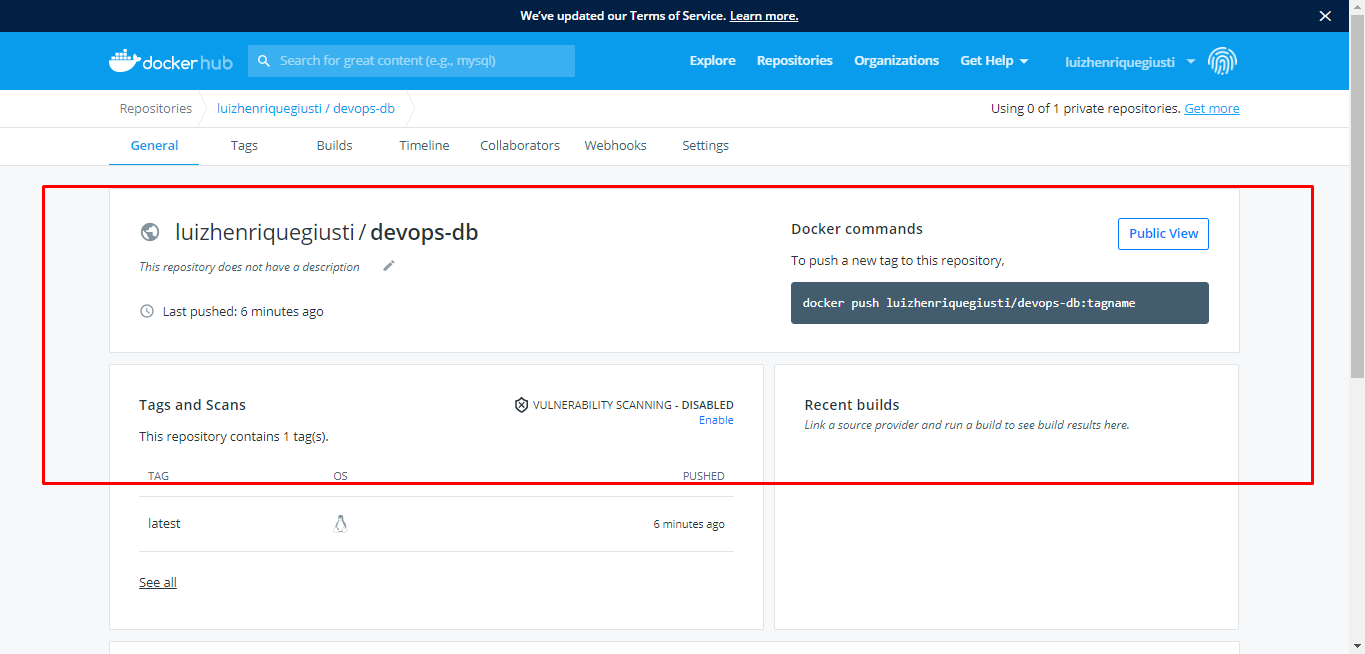 We've updated our Terms of Service. Learn more.
docker hub
Search for great content (e.g., mysql)
Explore
Repositories
Organizations
Get Help
luizhenriquegiusti
Repositories
luizhenriquegiusti / devops-db
Using 0 of 1 private repositories. Get more
General
Tags
Builds
Timeline
Collaborators
Webhooks
Settings
luizhenriquegiusti / devops-db
This repository does not have a description
Last pushed: 6 minutes ago
Docker commands
Public View
To push a new tag to this repository,
docker push luizhenriquegiusti/devops-db:tagname
Tags and Scans
VULNERABILITY SCANNING - DISABLED
Enable
This repository contains 1 tag(s).
TAG
OS
PUSHED
latest
6 minutes ago
See all
Recent builds
Link a source provider and run a build to see build results here.